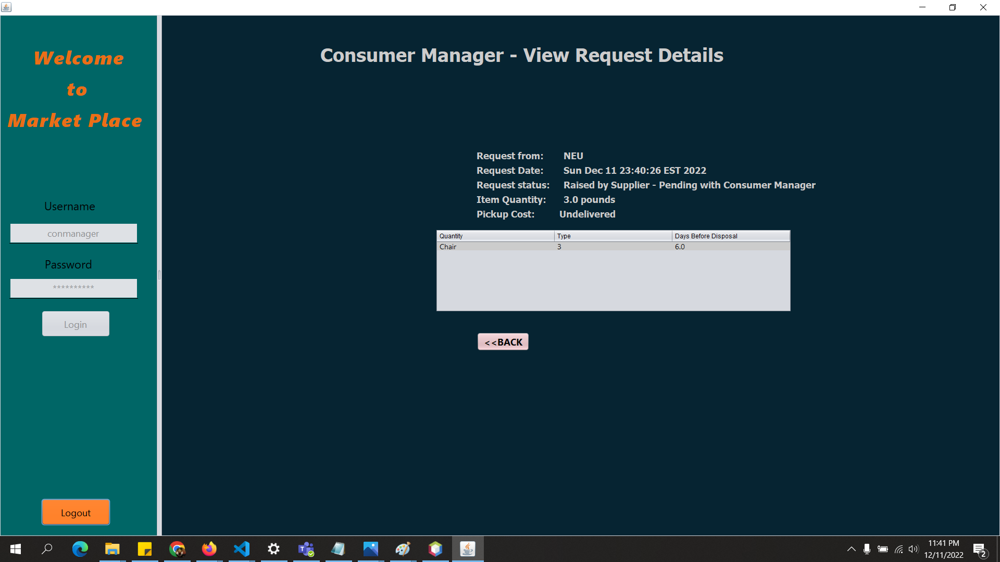 Welcome
to
Market Place
Username
conmanager
Password
**********
Login
Logout
Consumer Manager - View Request Details
Request from: NEU
Request Date: Sun Dec 11 23:40:26 EST 2022
Request status: Raised by Supplier - Pending with Consumer Manager
Item Quantity: 3.0 pounds
Pickup Cost: Undelivered
Quantity Type Days Before Disposal
Chair 3 6.0
<<BACK
11:41 PM
12/11/2022
2